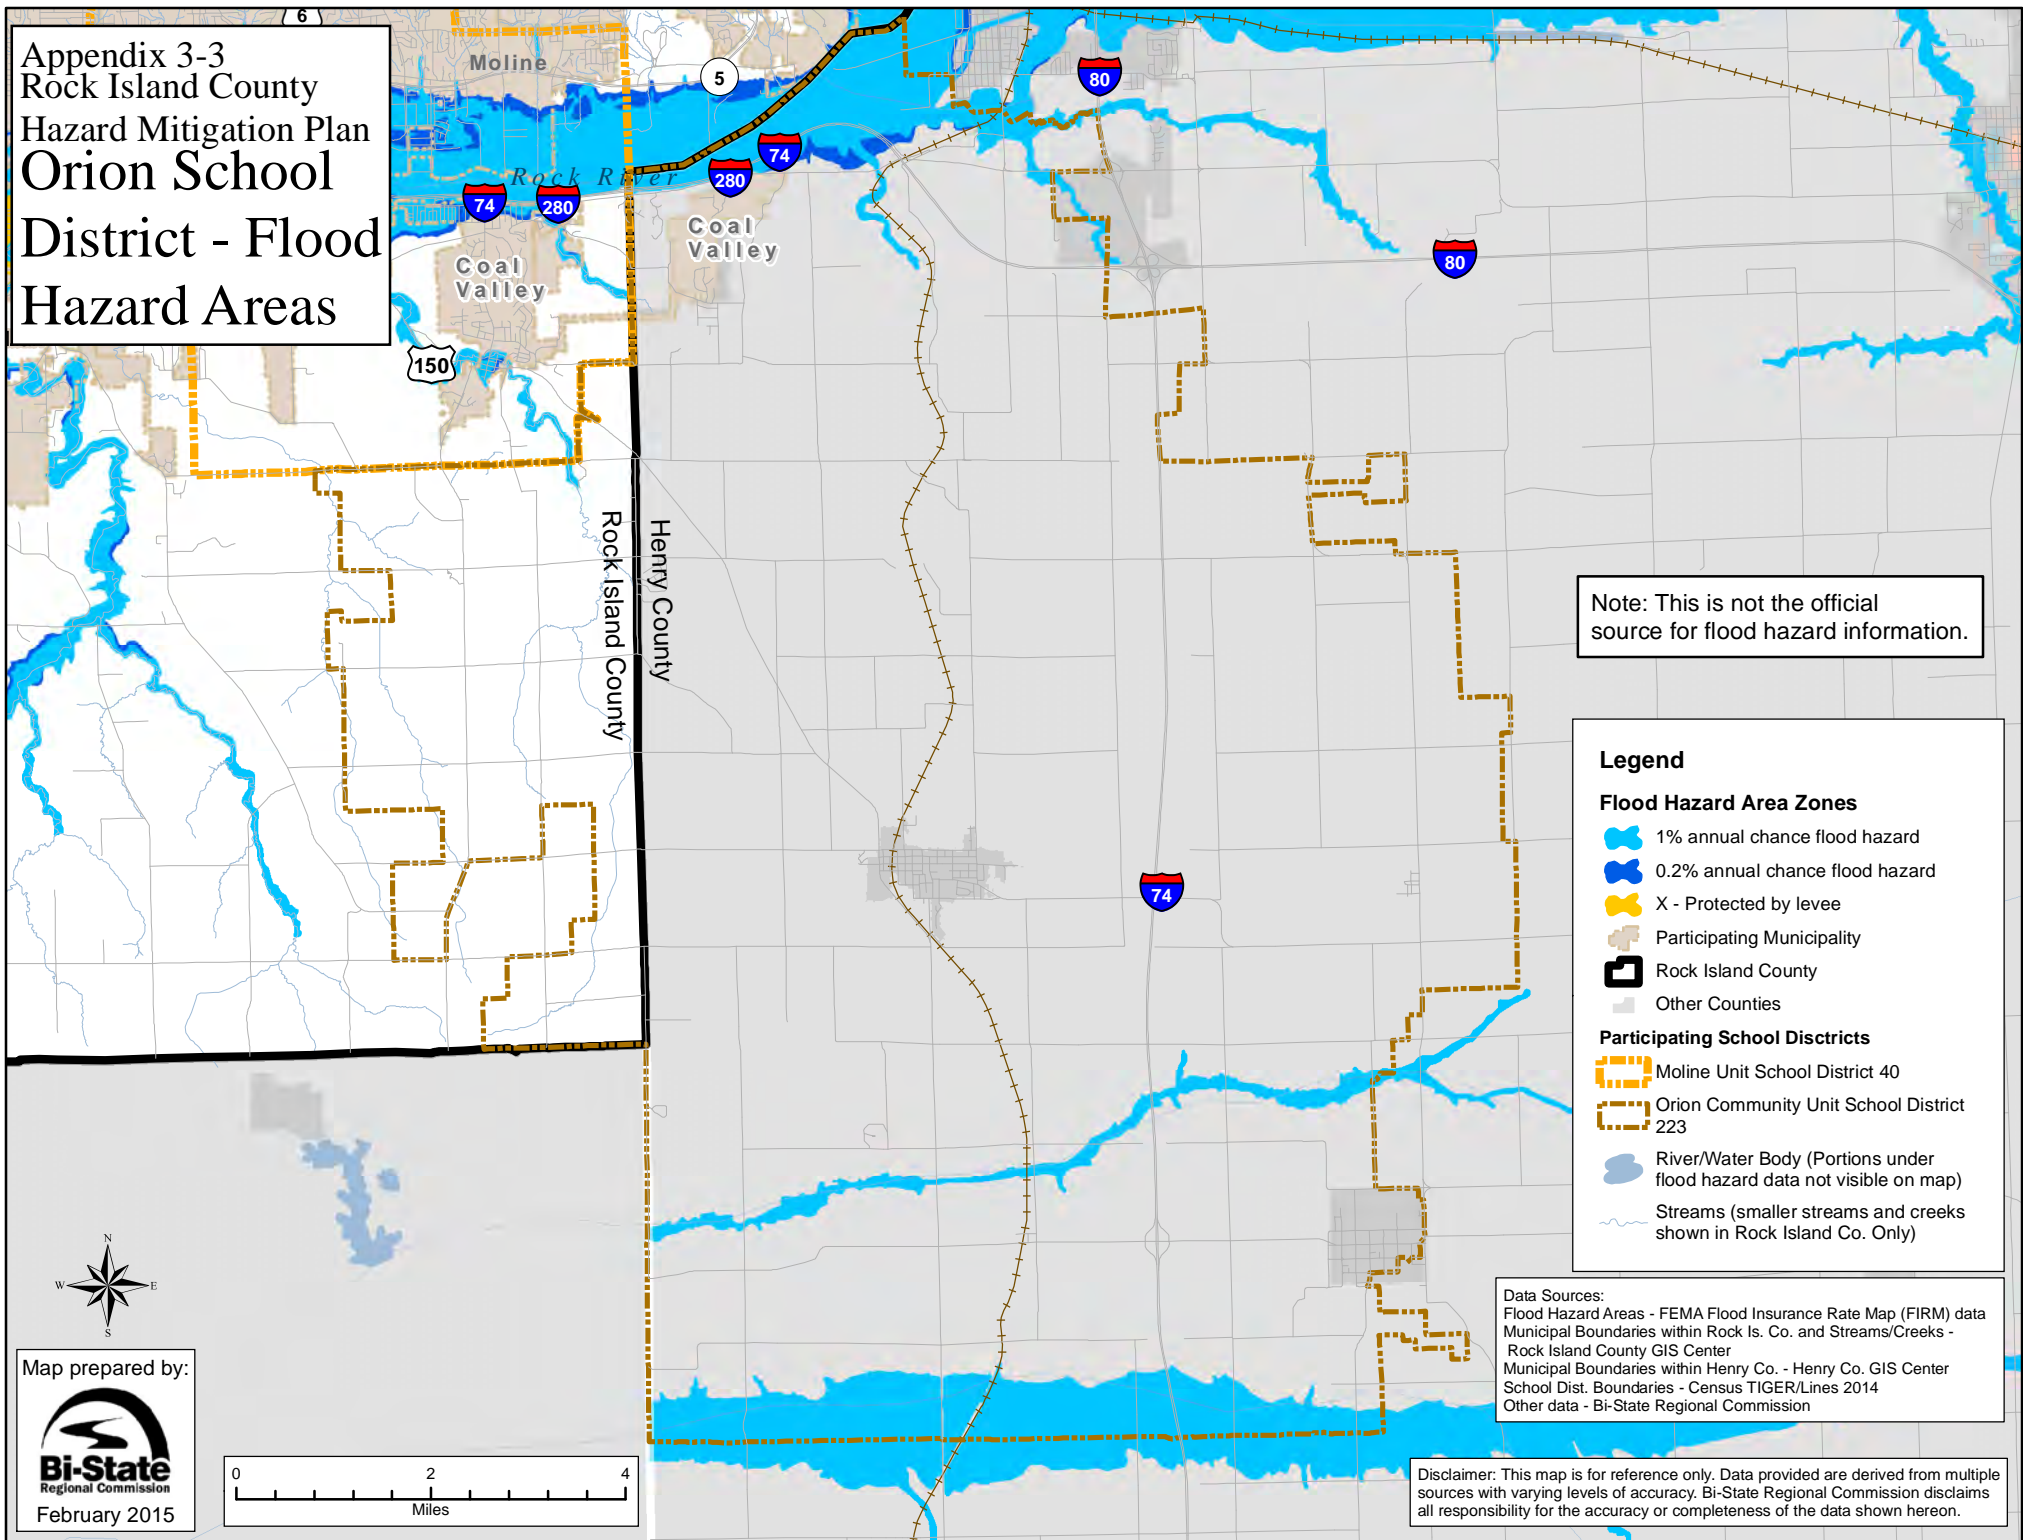 Appendix 3-3
Rock Island County
Hazard Mitigation Plan
Orion School
District - Flood
Hazard Areas
6
Moline
5
80
74
280
Rock River
74
280
Coal
Valley
Coal
Valley
80
150
Henry County
Rock Island County
Note: This is not the official
source for flood hazard information.
74
Legend
Flood Hazard Area Zones
1% annual chance flood hazard
0.2% annual chance flood hazard
X - Protected by levee
Participating Municipality
Rock Island County
Other Counties
Participating School Disctricts
Moline Unit School District 40
Orion Community Unit School District
223
River/Water Body (Portions under
flood hazard data not visible on map)
Streams (smaller streams and creeks
shown in Rock Island Co. Only)
N
W E
S
Data Sources:
Flood Hazard Areas - FEMA Flood Insurance Rate Map (FIRM) data
Municipal Boundaries within Rock Is. Co. and Streams/Creeks -
Rock Island County GIS Center
Municipal Boundaries within Henry Co. - Henry Co. GIS Center
School Dist. Boundaries - Census TIGER/Lines 2014
Other data - Bi-State Regional Commission
Map prepared by:
Bi-State
Regional Commission
February 2015
0 2 4
Miles
Disclaimer: This map is for reference only. Data provided are derived from multiple
sources with varying levels of accuracy. Bi-State Regional Commission disclaims
all responsibility for the accuracy or completeness of the data shown hereon.